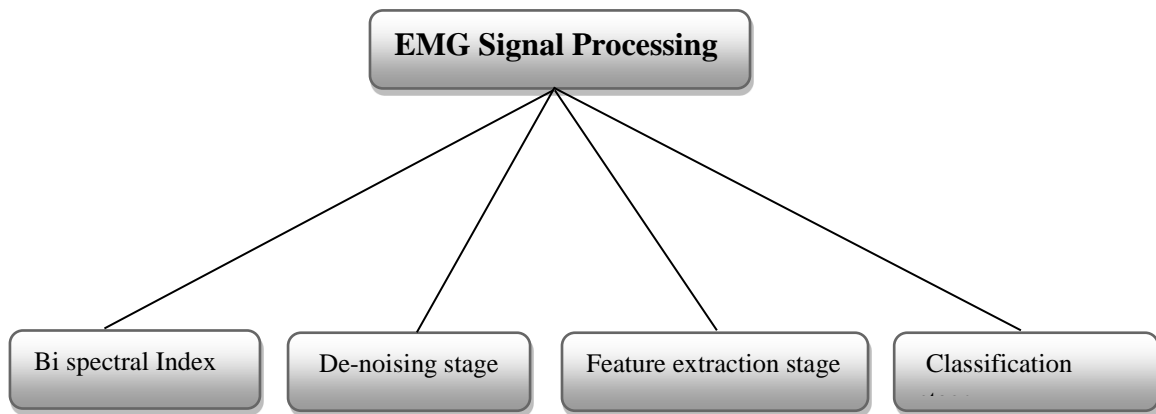 EMG Signal Processing
Bi spectral Index
De-noising stage
Feature extraction stage
Classification